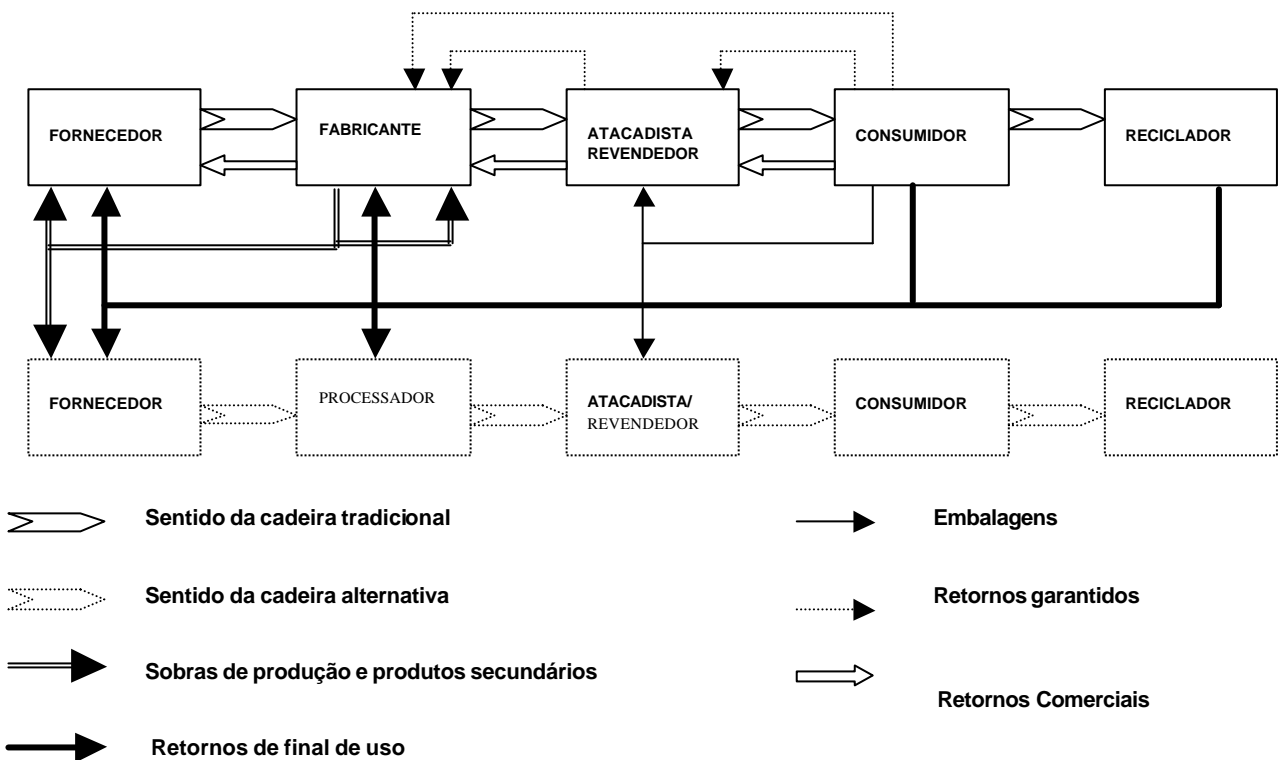 FORNECEDOR
FABRICANTE
ATACADISTA
REVENDEDOR
CONSUMIDOR
RECICLADOR
FORNECEDOR
PROCESSADOR
ATACADISTA/
REVENDEDOR
CONSUMIDOR
RECICLADOR
Sentido da cadeira tradicional
Embalagens
Sentido da cadeira alternativa
Retornos garantidos
Sobras de produção e produtos secundários
Retornos Comerciais
Retornos de final de uso